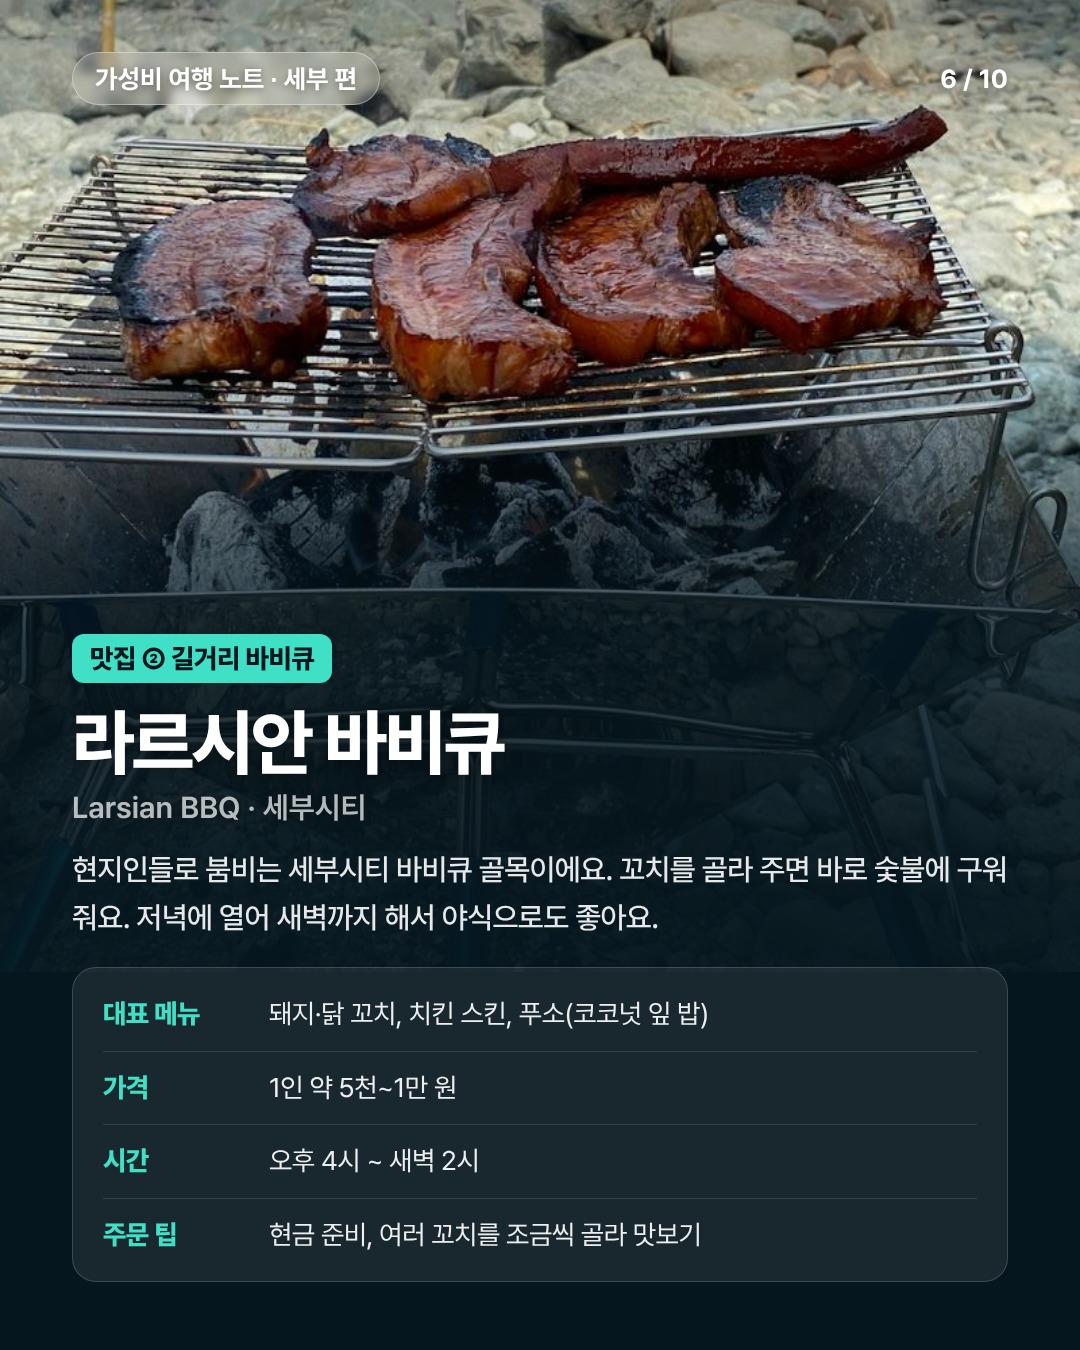 가성비 여행 노트 · 세부 편
6 / 10
맛집 ② 길거리 바비큐
라르시안 바비큐
Larsian BBQ · 세부시티
현지인들로 붐비는 세부시티 바비큐 골목이에요. 꼬치를 골라 주면 바로 숯불에 구워
줘요. 저녁에 열어 새벽까지 해서 야식으로도 좋아요.
대표 메뉴 돼지·닭 꼬치, 치킨 스킨, 푸소(코코넛 잎 밥)
가격 1인 약 5천~1만 원
시간 오후 4시 ~ 새벽 2시
주문 팁 현금 준비, 여러 꼬치를 조금씩 골라 맛보기